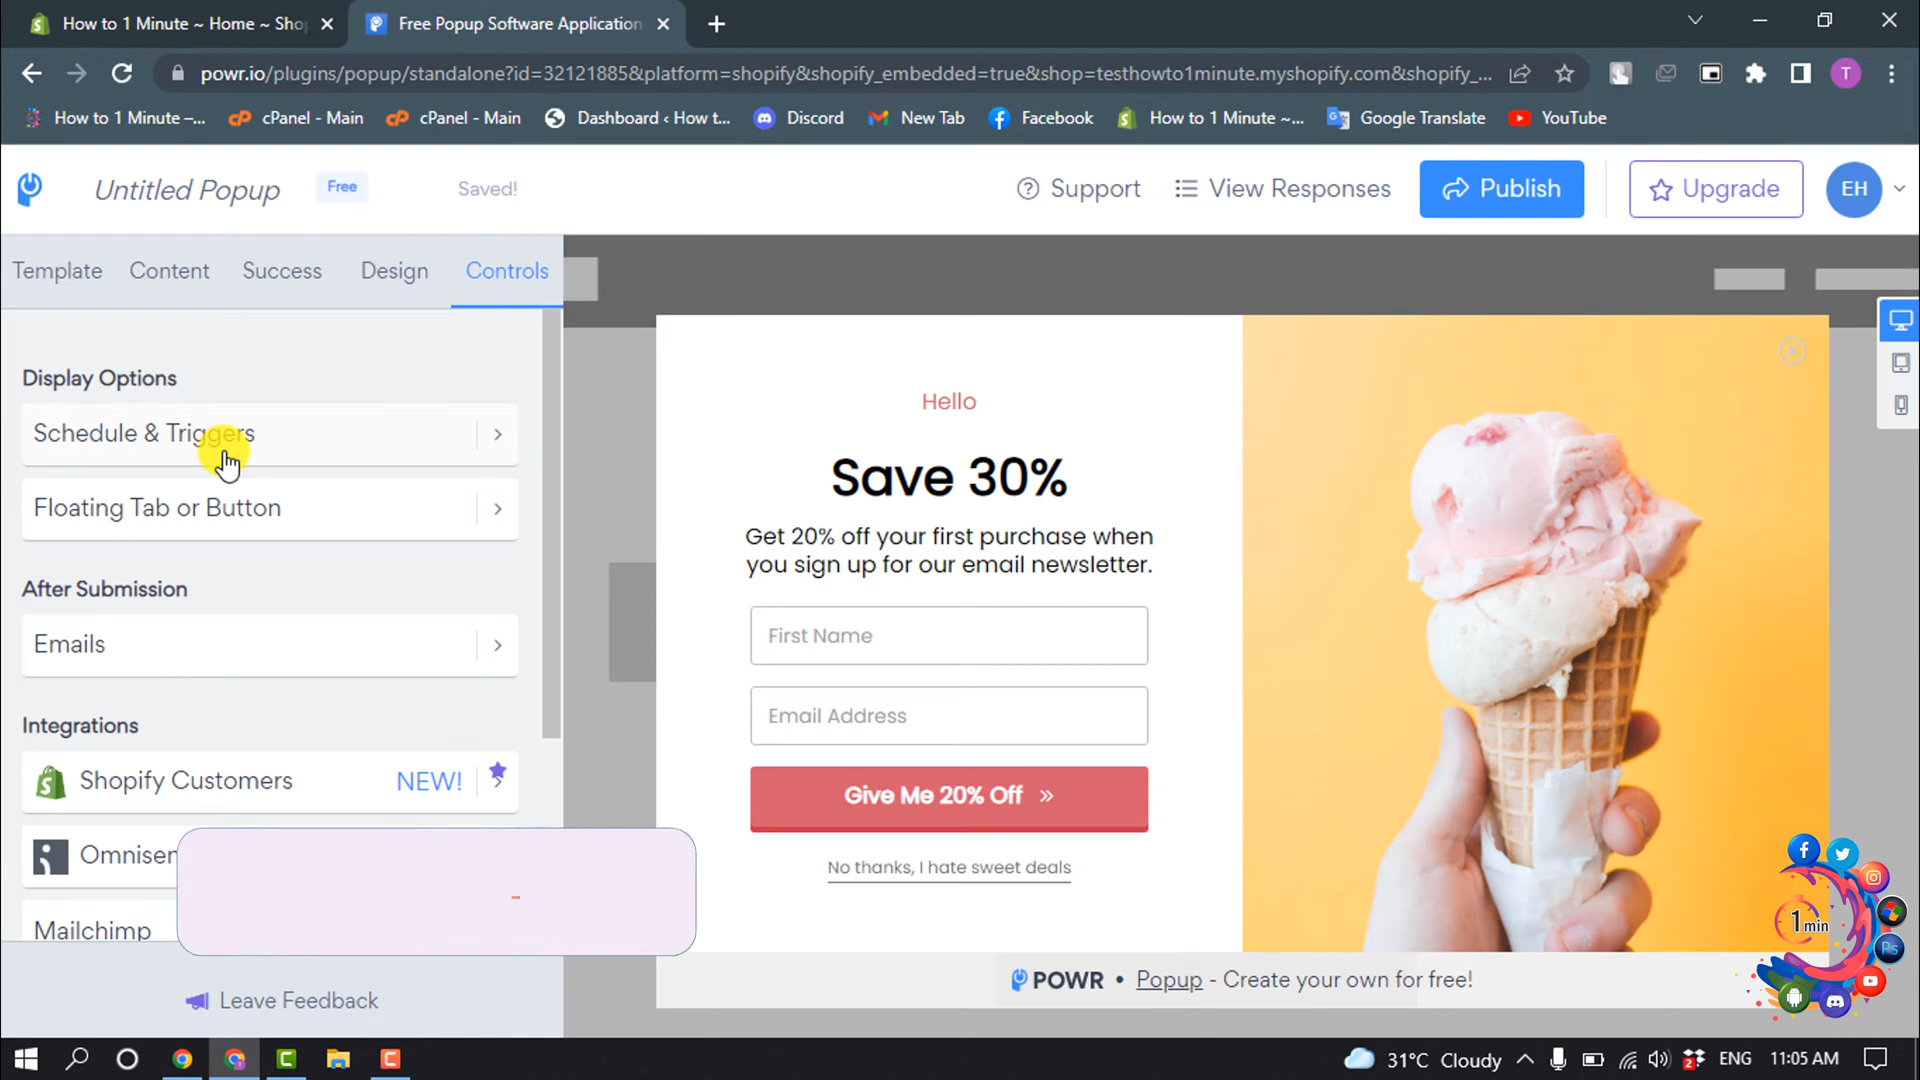 How to 1 Minute ~ Home ~ Sho
Free Popup Software Application
powr.io/plugins/popup/standalone?id=32121885&platform=shopify&shopify_embedded=true&shop=testhowto1minute.myshopify.com&shopify_...
T
How to 1 Minute –...
cPanel - Main
cPanel - Main
Dashboard ‹ How t...
Discord
New Tab
Facebook
How to 1 Minute ~...
Google Translate
YouTube
Untitled Popup
Free
Saved!
Support
View Responses
Publish
Upgrade
EH
Template
Content
Success
Design
Controls
Display Options
Schedule & Triggers
Floating Tab or Button
After Submission
Emails
Integrations
Shopify Customers
NEW!
Omnisen
Mailchimp
Leave Feedback
Hello
Save 30%
Get 20% off your first purchase when
you sign up for our email newsletter.
First Name
Email Address
Give Me 20% Off »
No thanks, I hate sweet deals
POWR • Popup - Create your own for free!
1 min
Ps
31°C Cloudy
2
ENG
11:05 AM